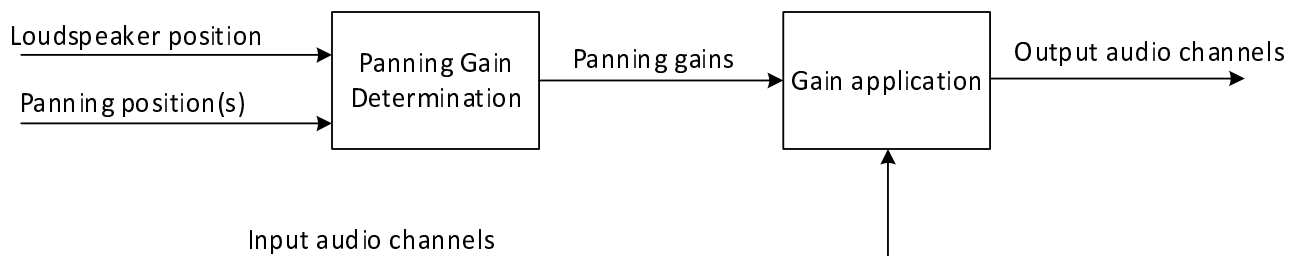 Loudspeaker position
Panning position(s)
Panning Gain
Determination
Panning gains
Gain application
Output audio channels
Input audio channels